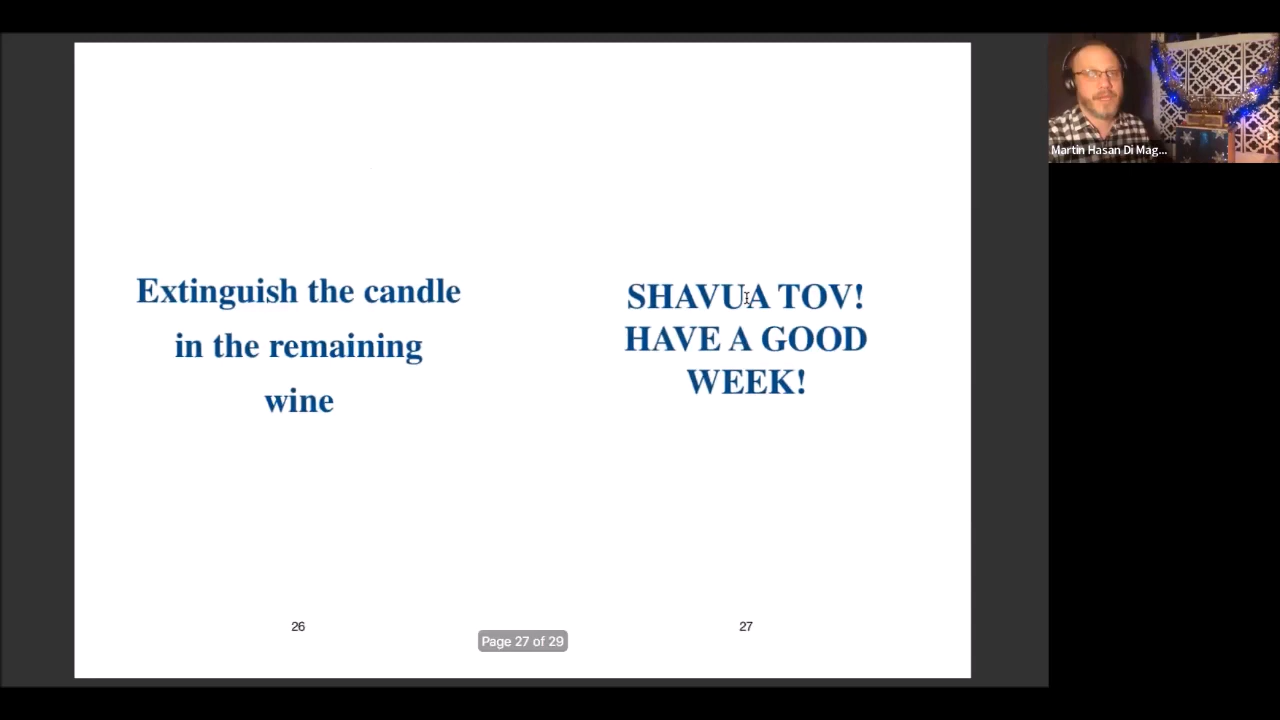 Extinguish the candle
in the remaining
wine
26
SHAVUA TOV!
HAVE A GOOD
WEEK!
27
Page 27 of 29
Martin Hasan Di Mag...